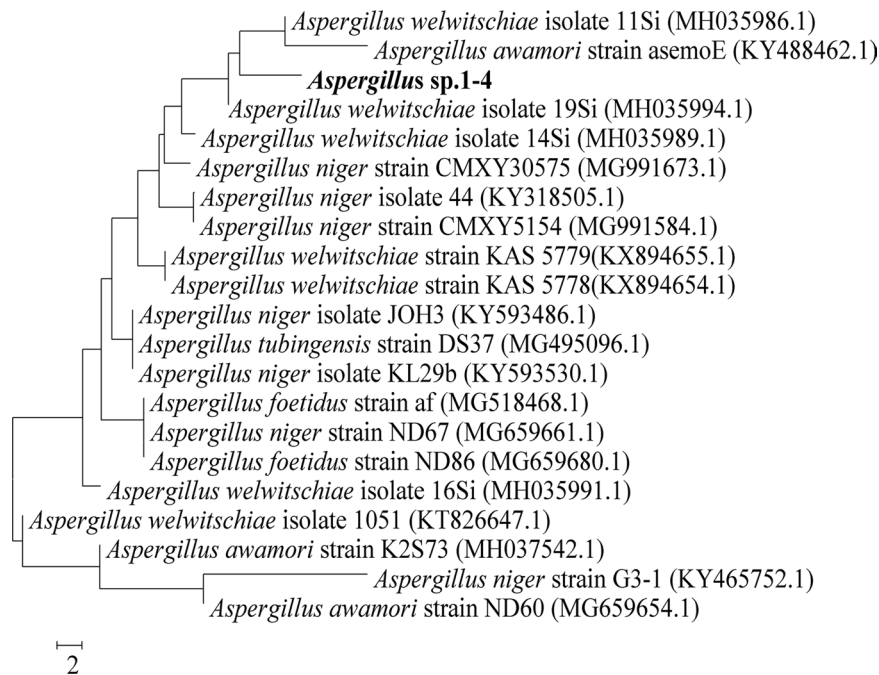 Aspergillus welwitschiae isolate 11Si (MH035986.1)
Aspergillus awamori strain asemoE (KY488462.1)
Aspergillus sp.1-4
Aspergillus welwitschiae isolate 19Si (MH035994.1)
Aspergillus welwitschiae isolate 14Si (MH035989.1)
Aspergillus niger strain CMXY30575 (MG991673.1)
Aspergillus niger isolate 44 (KY318505.1)
Aspergillus niger strain CMXY5154 (MG991584.1)
Aspergillus welwitschiae strain KAS 5779(KX894655.1)
Aspergillus welwitschiae strain KAS 5778(KX894654.1)
Aspergillus niger isolate JOH3 (KY593486.1)
Aspergillus tubingensis strain DS37 (MG495096.1)
Aspergillus niger isolate KL29b (KY593530.1)
Aspergillus foetidus strain af (MG518468.1)
Aspergillus niger strain ND67 (MG659661.1)
Aspergillus foetidus strain ND86 (MG659680.1)
Aspergillus welwitschiae isolate 16Si (MH035991.1)
Aspergillus welwitschiae isolate 1051 (KT826647.1)
Aspergillus awamori strain K2S73 (MH037542.1)
Aspergillus niger strain G3-1 (KY465752.1)
Aspergillus awamori strain ND60 (MG659654.1)
2